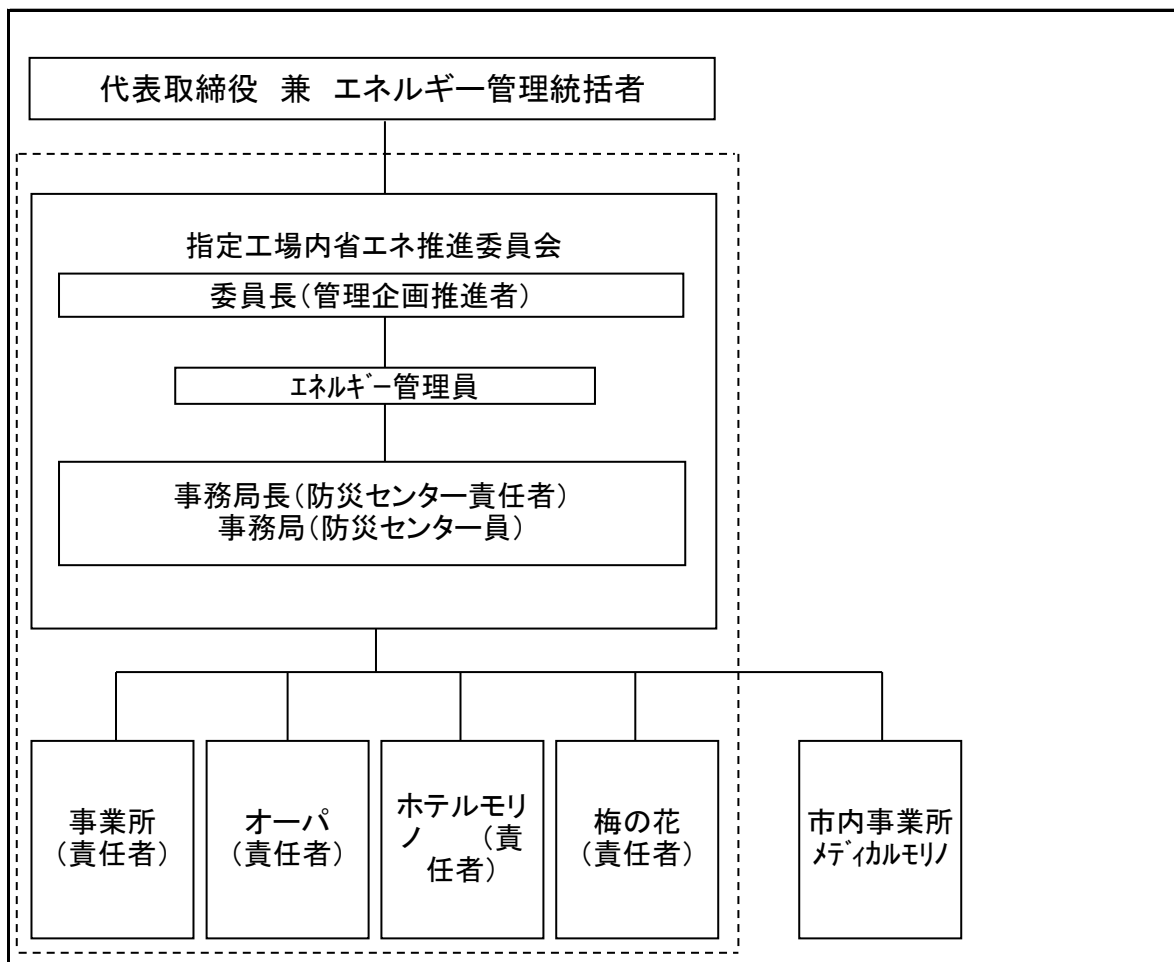 代表取締役　兼　エネルギー管理統括者
指定工場内省エネ推進委員会
委員長(管理企画推進者)
ｴﾈﾙｷﾞｰ管理員
事務局長(防災センター責任者)
事務局(防災センター員)
事業所
(責任者)
オーパ
(責任者)
ホテルモリ
ノ　　(責
任者)
梅の花
(責任者)
市内事業所
ﾒﾃﾞｨｶﾙﾓﾘﾉ